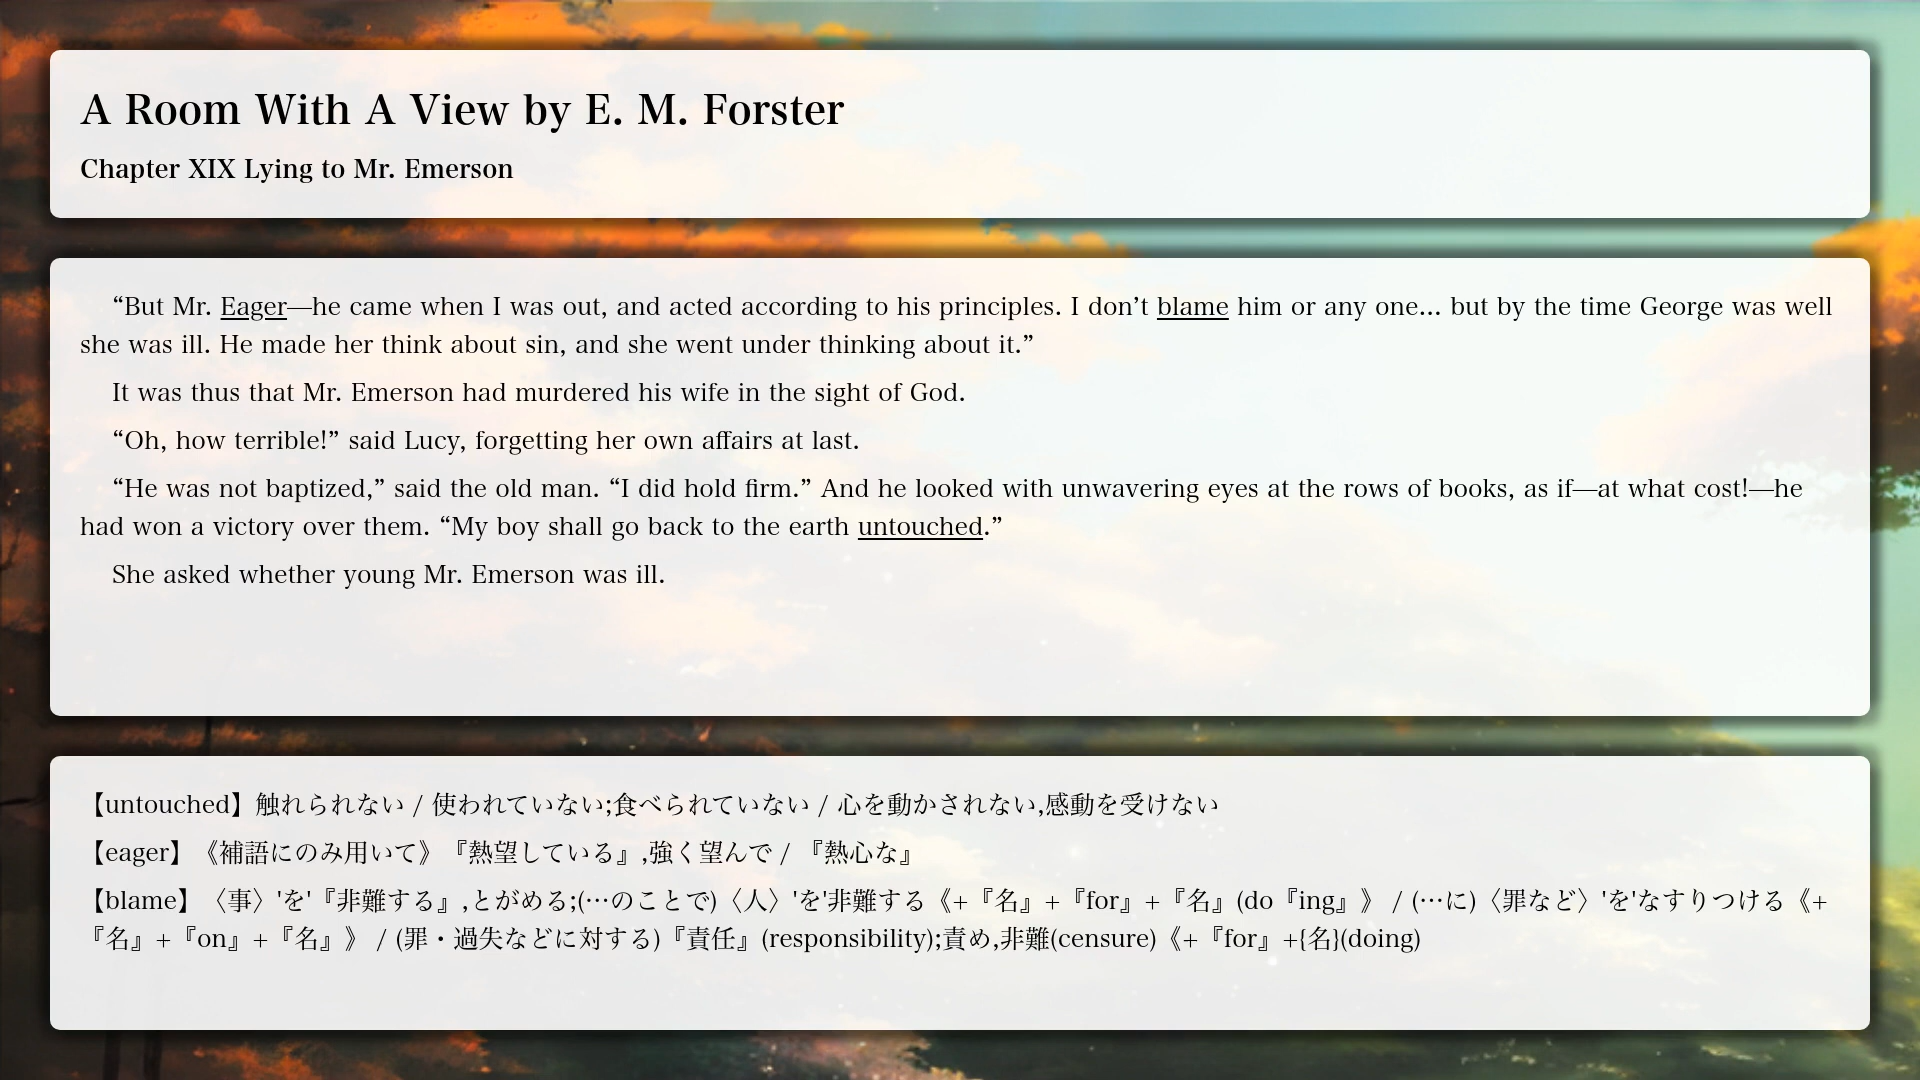 A Room With A View by E. M. Forster
Chapter XIX Lying to Mr. Emerson
“But Mr. Eager—he came when I was out, and acted according to his principles. I don’t blame him or any one... but by the time George was well
she was ill. He made her think about sin, and she went under thinking about it.”
It was thus that Mr. Emerson had murdered his wife in the sight of God.
“Oh, how terrible!” said Lucy, forgetting her own affairs at last.
“He was not baptized,” said the old man. “I did hold firm.” And he looked with unwavering eyes at the rows of books, as if—at what cost!—he
had won a victory over them. “My boy shall go back to the earth untouched.”
She asked whether young Mr. Emerson was ill.
【untouched】触れられない / 使われていない;食べられていない / 心を動かされない,感動を受けない
【eager】《補語にのみ用いて》『熱望している』,強く望んで / 『熱心な』
【blame】〈事〉'を'『非難する』,とがめる;(…のことで)〈人〉'を'非難する《+『名』+『for』+『名』(do『ing』》 / (…に)〈罪など〉'を'なすりつける《+
『名』+『on』+『名』》 / (罪・過失などに対する)『責任』(responsibility);責め,非難(censure)《+『for』+{名}(doing)